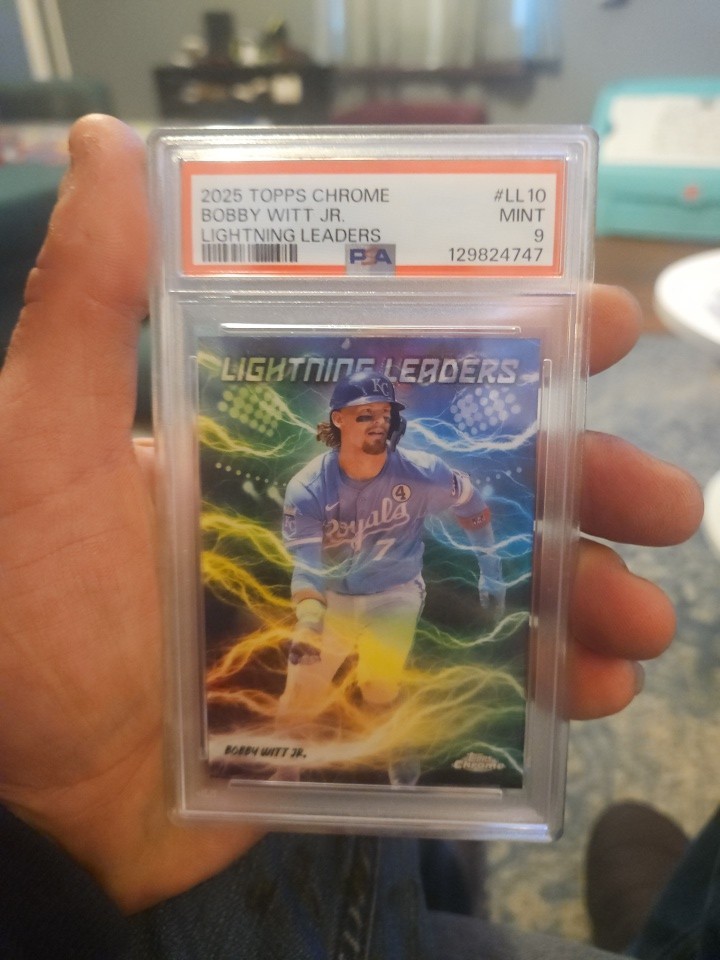 2025 TOPPS CHROME #LL10
BOBBY WITT JR. MINT
LIGHTNING LEADERS 9
PSA 129824747
LIGHTNING LEADERS
KC
4
Royals
7
BOBBY WITT JR.
Topps
Chrome